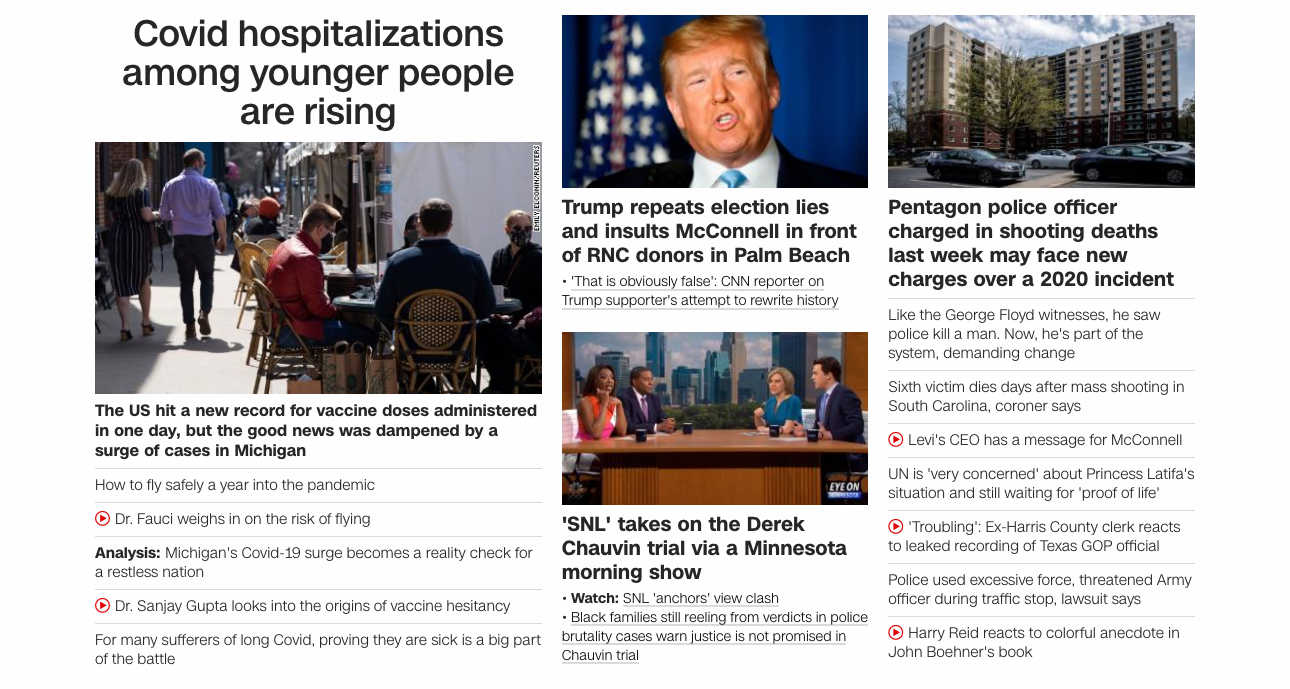 Covid hospitalizations
among younger people
are rising
EMILY ELCONIN/REUTERS
The US hit a new record for vaccine doses administered
in one day, but the good news was dampened by a
surge of cases in Michigan
How to fly safely a year into the pandemic
Dr. Fauci weighs in on the risk of flying
Analysis: Michigan's Covid-19 surge becomes a reality check for
a restless nation
Dr. Sanjay Gupta looks into the origins of vaccine hesitancy
For many sufferers of long Covid, proving they are sick is a big part
of the battle
Trump repeats election lies
and insults McConnell in front
of RNC donors in Palm Beach
• 'That is obviously false': CNN reporter on
Trump supporter's attempt to rewrite history
EYE ON
'SNL' takes on the Derek
Chauvin trial via a Minnesota
morning show
• Watch: SNL 'anchors' view clash
• Black families still reeling from verdicts in police
brutality cases warn justice is not promised in
Chauvin trial
Pentagon police officer
charged in shooting deaths
last week may face new
charges over a 2020 incident
Like the George Floyd witnesses, he saw
police kill a man. Now, he's part of the
system, demanding change
Sixth victim dies days after mass shooting in
South Carolina, coroner says
Levi's CEO has a message for McConnell
UN is 'very concerned' about Princess Latifa's
situation and still waiting for 'proof of life'
'Troubling': Ex-Harris County clerk reacts
to leaked recording of Texas GOP official
Police used excessive force, threatened Army
officer during traffic stop, lawsuit says
Harry Reid reacts to colorful anecdote in
John Boehner's book